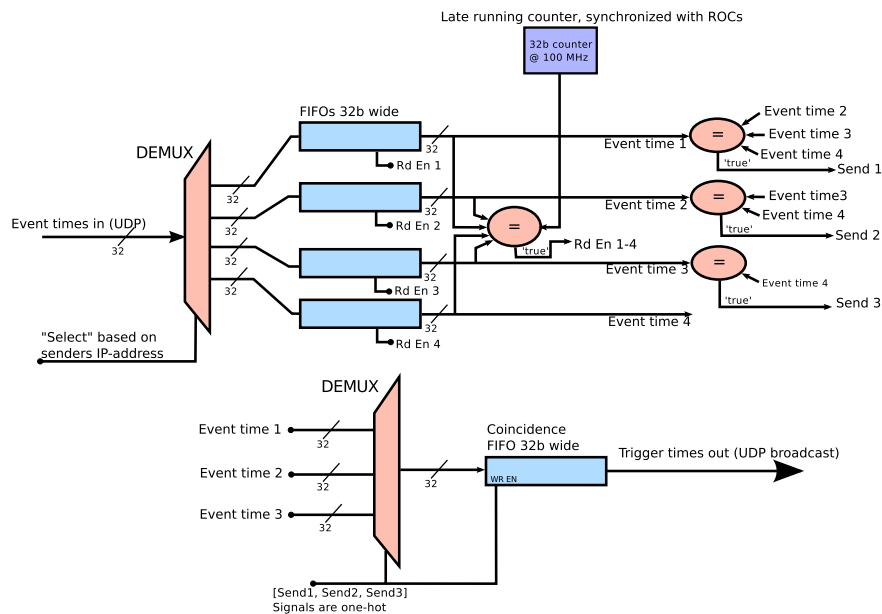 Late running counter, synchronized with ROCs
32b counter
@ 100 MHz
FIFOs 32b wide
DEMUX
32
Event time 1
=
Event time 2
Event time 3
Event time 4
'true'
Send 1
Rd En 1
32
32
Event times in (UDP)
32
Rd En 2
32
Event time 2
=
Event time3
Event time 4
'true'
Send 2
=
'true'
Rd En 1-4
32
32
Rd En 3
32
Event time 3
Event time 4
'true'
Send 3
32
Rd En 4
32
Event time 4
"Select" based on
senders IP-address
DEMUX
Event time 1
32
Event time 2
32
Event time 3
32
32
Coincidence
FIFO 32b wide
WR EN
Trigger times out (UDP broadcast)
[Send1, Send2, Send3]
Signals are one-hot